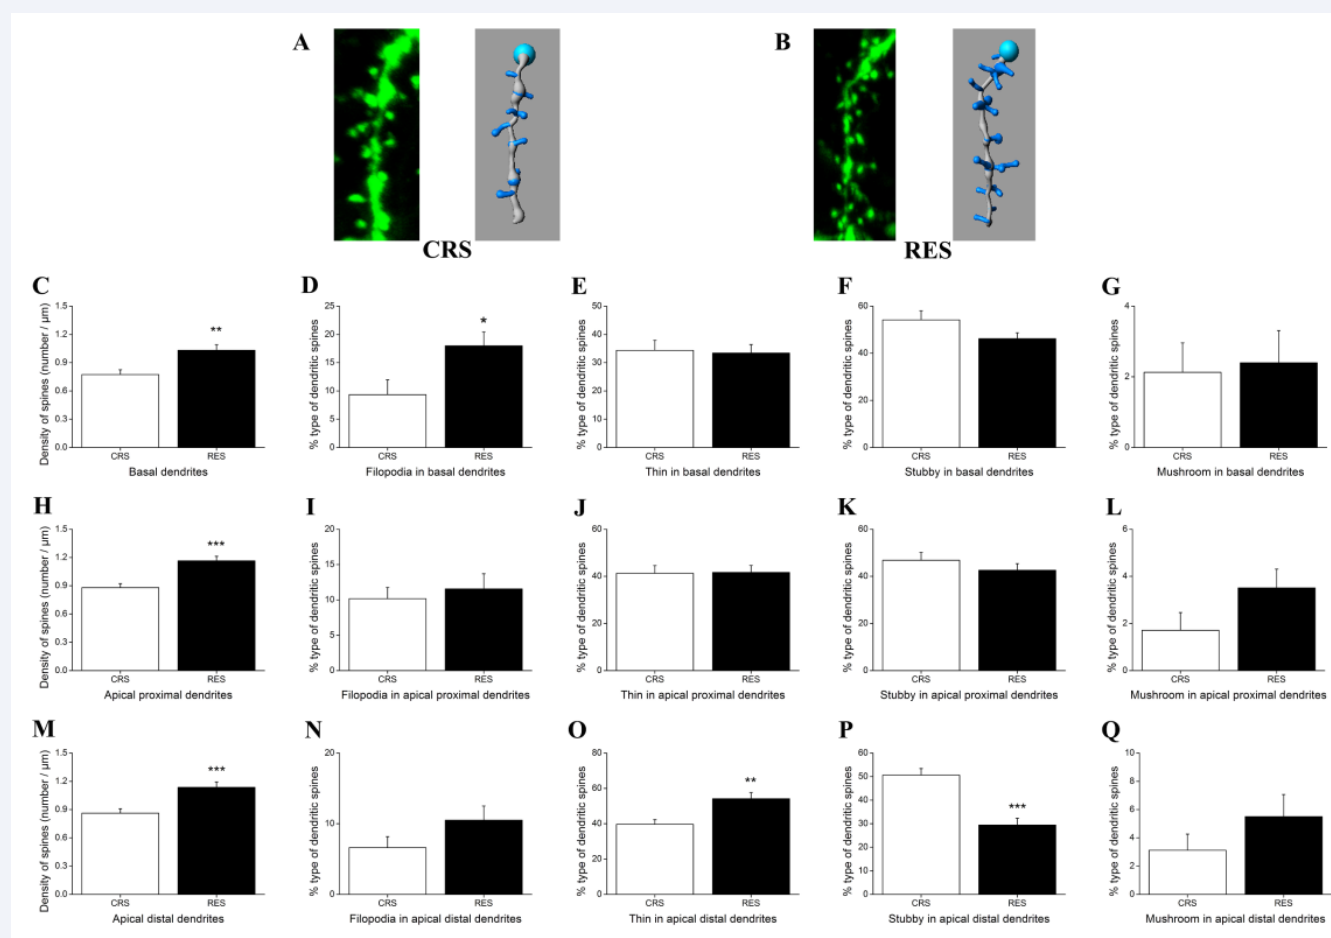 A
B
CRS
RES
C
D
E
F
G
Density of spines (number / µm)
1.5
1.2
0.9
0.6
0.3
0.0
**
CRS
RES
Basal dendrites
% type of dendritic spines
25
20
15
10
5
0
*
CRS
RES
Filopodia in basal dendrites
% type of dendritic spines
50
40
30
20
10
0
CRS
RES
Thin in basal dendrites
% type of dendritic spines
60
40
20
0
CRS
RES
Stubby in basal dendrites
% type of dendritic spines
4
2
0
CRS
RES
Mushroom in basal dendrites
H
I
J
K
L
Density of spines (number / µm)
1.5
1.2
0.9
0.6
0.3
0.0
***
CRS
RES
Apical proximal dendrites
% type of dendritic spines
20
15
10
5
0
CRS
RES
Filopodia in apical proximal dendrites
% type of dendritic spines
60
40
20
0
CRS
RES
Thin in apical proximal dendrites
% type of dendritic spines
60
40
20
0
CRS
RES
Stubby in apical proximal dendrites
% type of dendritic spines
6
4
2
0
CRS
RES
Mushroom in apical proximal dendrites
M
N
O
P
Q
Density of spines (number / µm)
1.5
1.2
0.9
0.6
0.3
0.0
***
CRS
RES
Apical distal dendrites
% type of dendritic spines
20
10
0
CRS
RES
Filopodia in apical distal dendrites
% type of dendritic spines
80
60
40
20
0
**
CRS
RES
Thin in apical distal dendrites
% type of dendritic spines
60
50
40
30
20
10
0
***
CRS
RES
Stubby in apical distal dendrites
% type of dendritic spines
10
8
6
4
2
0
CRS
RES
Mushroom in apical distal dendrites